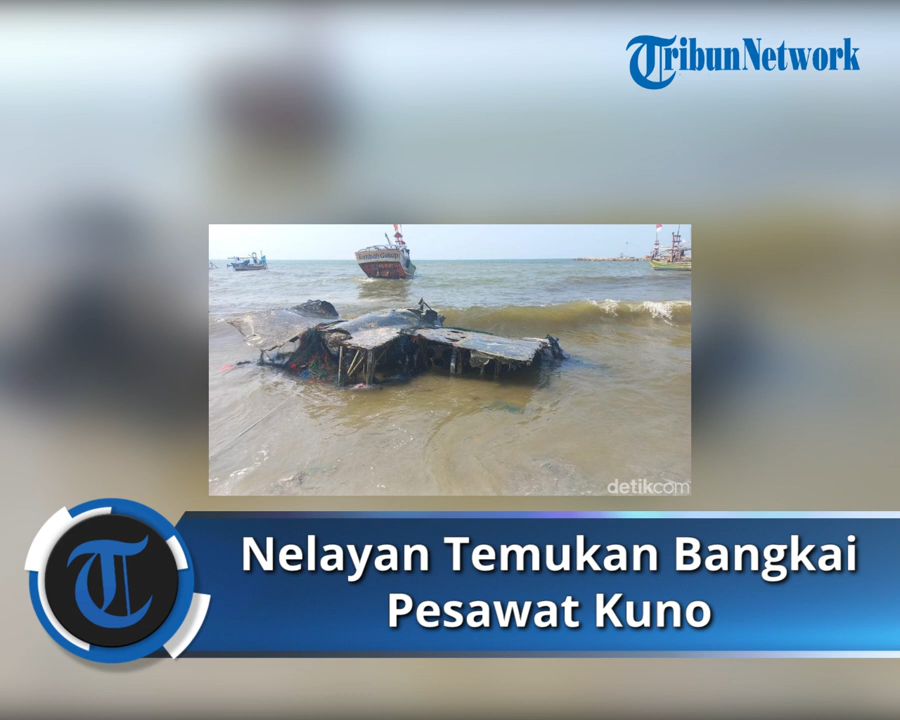 TribunNetwork
detikcom
Nelayan Temukan Bangkai
Pesawat Kuno